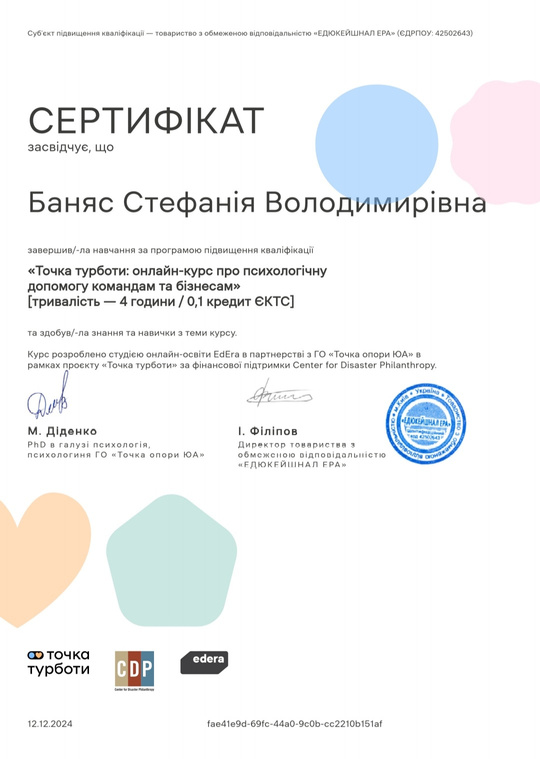 Суб'єкт підвищення кваліфікації — товариство з обмеженою відповідальністю «ЕДЮКЕЙШНАЛ ЕРА» (ЄДРПОУ: 42502643)
СЕРТИФІКАТ
засвідчує, що
Баняс Стефанія Володимирівна
завершив/-ла навчання за програмою підвищення кваліфікації
«Точка турботи: онлайн-курс про психологічну
допомогу командам та бізнесам»
[тривалість — 4 години / 0,1 кредит ЄКТС]
та здобув/-ла знання та навички з теми курсу.
Курс розроблено студією онлайн-освіти EdEra в партнерстві з ГО «Точка опори ЮА» в
рамках проєкту «Точка турботи» за фінансової підтримки Center for Disaster Philanthropy.
М. Діденко
PhD в галузі психологія,
психологиня ГО «Точка опори ЮА»
І. Філіпов
Директор товариства з
обмеженою відповідальністю
«ЕДЮКЕЙШНАЛ ЕРА»
«ЕДЮКЕЙШНАЛ ЕРА»
точка
турботи
CDP
Center for Disaster Philanthropy
edera
12.12.2024
fae41e9d-69fc-44a0-9c0b-cc2210b151af